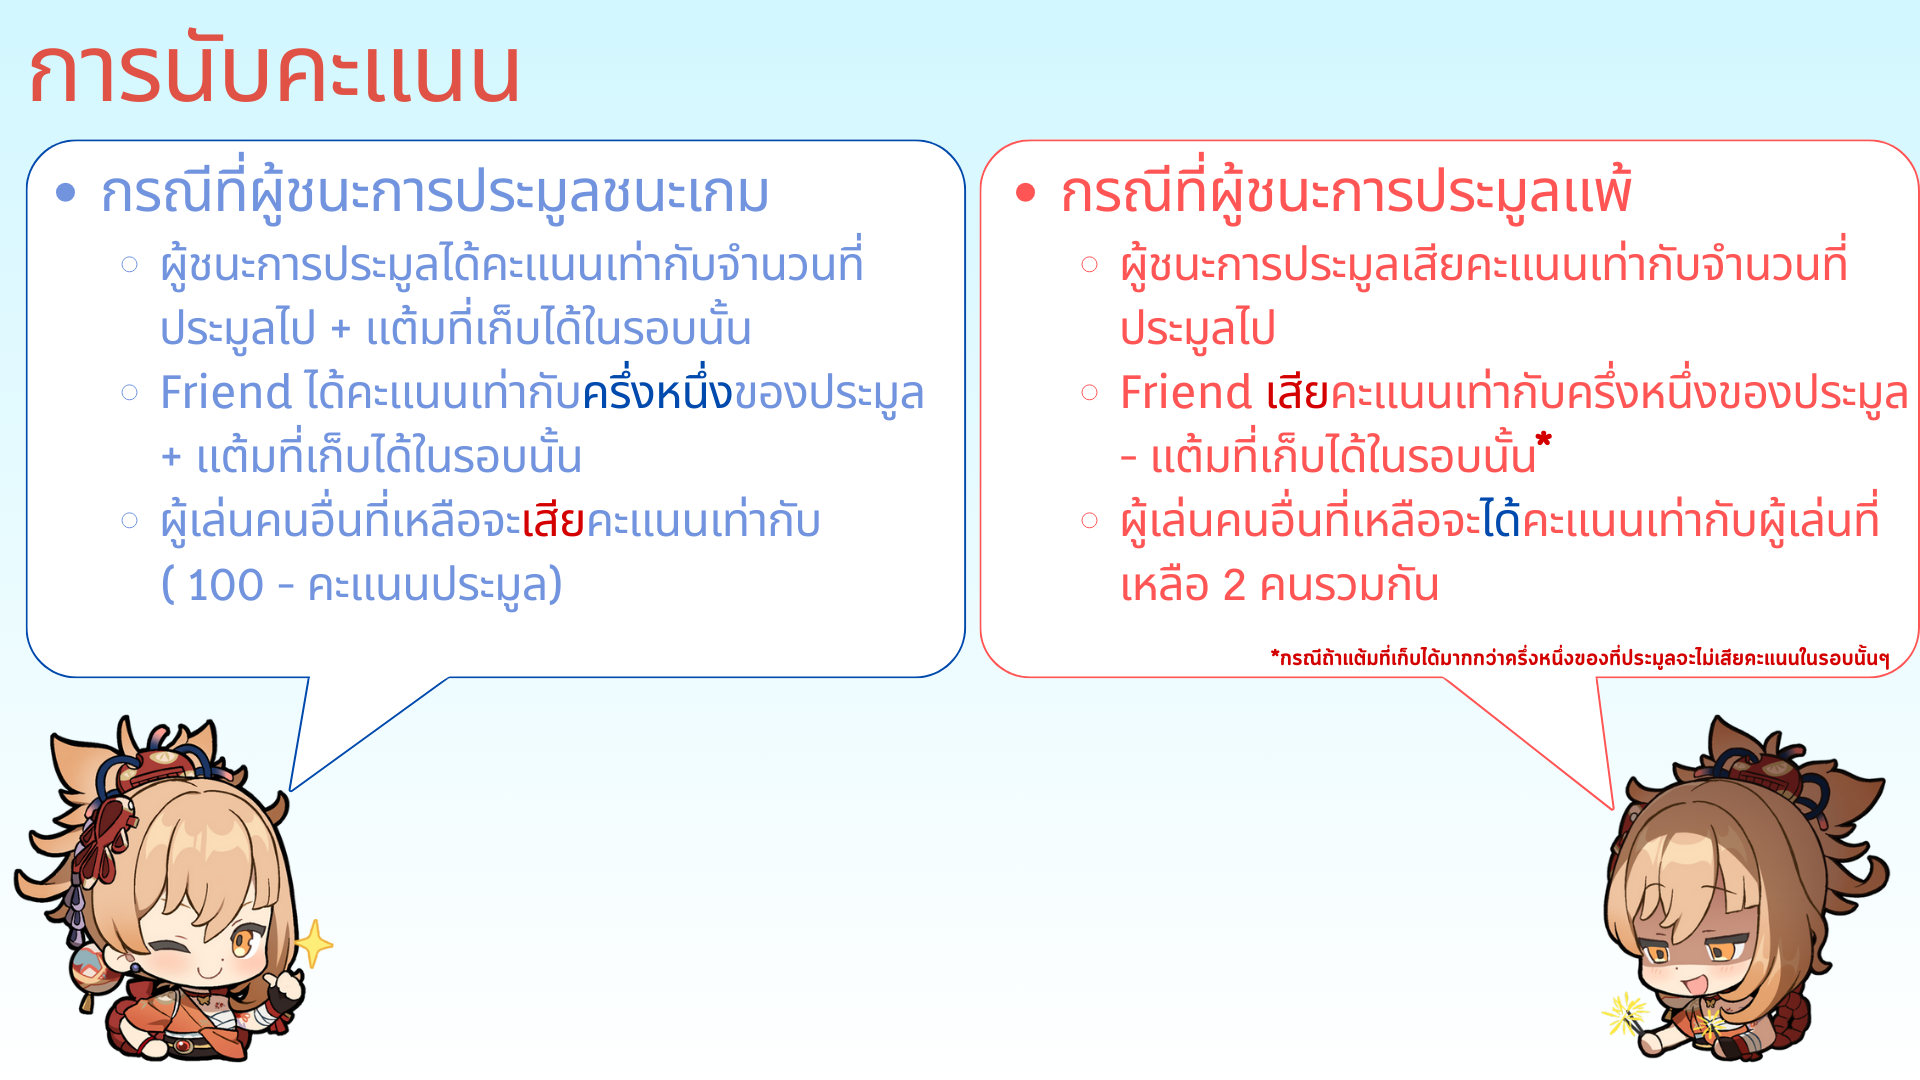 การนับคะแนน
• กรณีที่ผู้ชนะการประมูลชนะเกม
○ ผู้ชนะการประมูลได้คะแนนเท่ากับจำนวนที่
ประมูลไป + แต้มที่เก็บได้ในรอบนั้น
○ Friend ได้คะแนนเท่ากับครึ่งหนึ่งของประมูล
+ แต้มที่เก็บได้ในรอบนั้น
○ ผู้เล่นคนอื่นที่เหลือจะเสียคะแนนเท่ากับ
( 100 - คะแนนประมูล)
• กรณีที่ผู้ชนะการประมูลแพ้
○ ผู้ชนะการประมูลเสียคะแนนเท่ากับจำนวนที่
ประมูลไป
○ Friend เสียคะแนนเท่ากับครึ่งหนึ่งของประมูล
- แต้มที่เก็บได้ในรอบนั้น*
○ ผู้เล่นคนอื่นที่เหลือจะได้คะแนนเท่ากับผู้เล่นที่
เหลือ 2 คนรวมกัน
*กรณีถ้าแต้มที่เก็บได้มากกว่าครึ่งหนึ่งของที่ประมูลจะไม่เสียคะแนนในรอบนั้นๆ